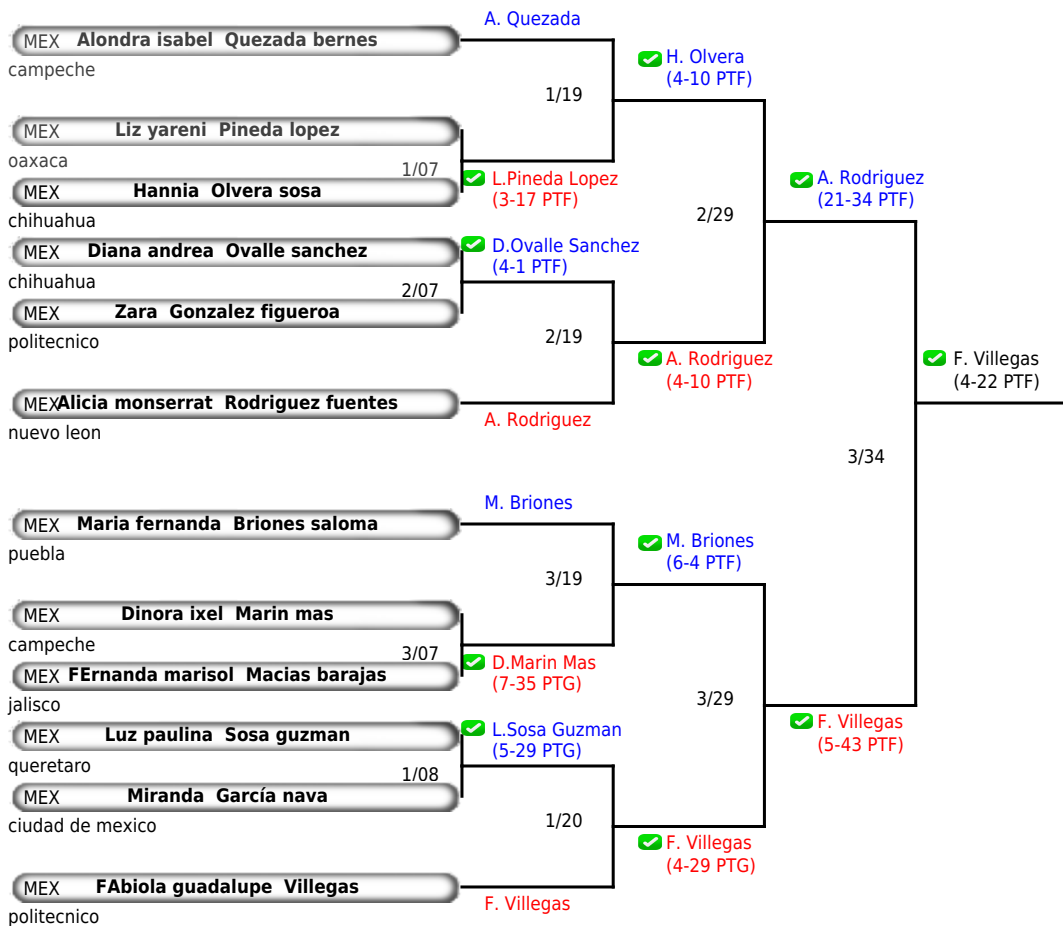 A. Quezada
MEX Alondra isabel Quezada bernes
campeche
H. Olvera
(4-10 PTF)
1/19
MEX Liz yareni Pineda lopez
oaxaca
1/07
L.Pineda Lopez
(3-17 PTF)
MEX Hannia Olvera sosa
chihuahua
A. Rodriguez
(21-34 PTF)
2/29
MEX Diana andrea Ovalle sanchez
chihuahua
D.Ovalle Sanchez
(4-1 PTF)
2/07
MEX Zara Gonzalez figueroa
politecnico
2/19
A. Rodriguez
(4-10 PTF)
F. Villegas
(4-22 PTF)
MEX Alicia monserrat Rodriguez fuentes
nuevo leon
A. Rodriguez
3/34
M. Briones
MEX Maria fernanda Briones saloma
puebla
M. Briones
(6-4 PTF)
3/19
MEX Dinora ixel Marin mas
campeche
3/07
D.Marin Mas
(7-35 PTG)
MEX FErnanda marisol Macias barajas
jalisco
3/29
F. Villegas
(5-43 PTF)
MEX Luz paulina Sosa guzman
queretaro
L.Sosa Guzman
(5-29 PTG)
1/08
MEX Miranda García nava
ciudad de mexico
1/20
F. Villegas
(4-29 PTG)
MEX FAbiola guadalupe Villegas
politecnico
F. Villegas